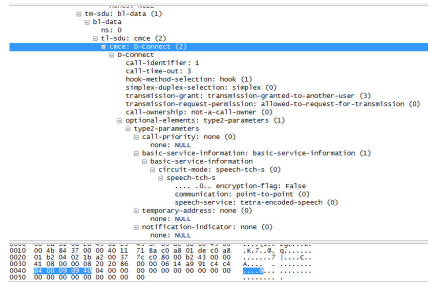 tm-sdu: bl-data (1)
bl-data
ns: 0
tl-sdu: cmce (2)
cmce: D-Connect (2)
D-Connect
call-identifier: 1
call-time-out: 3
hook-method-selection: hook (1)
simplex-duplex-selection: simplex (0)
transmission-grant: transmission-granted-to-another-user (3)
transmission-request-permission: allowed-to-request-for-transmission (0)
call-ownership: not-a-call-owner (0)
optional-elements: type2-parameters (1)
type2-parameters
call-priority: none (0)
none: NULL
basic-service-information: basic-service-information (1)
basic-service-information
circuit-mode: speech-tch-s (0)
speech-tch-s
.... .0.. encryption-flag: False
communication: point-to-point (0)
speech-service: tetra-encoded-speech (0)
temporary-address: none (0)
none: NULL
notification-indicator: none (0)
none: NULL
0010 00 4b 84 37 00 00 40 11 71 8a c0 a8 01 de c0 a8 .K.7..@. q.......
0020 01 b2 04 02 1b a2 00 37 7c c0 80 00 b2 43 00 00 .......7 |....C..
0030 41 08 00 00 08 20 20 86 00 00 06 14 a9 91 c4 c4
0040 84 00 09 d9 40 00 00 00 00 00 00 00 00 00 00 00
0050 00 00 00 00 00 00 00